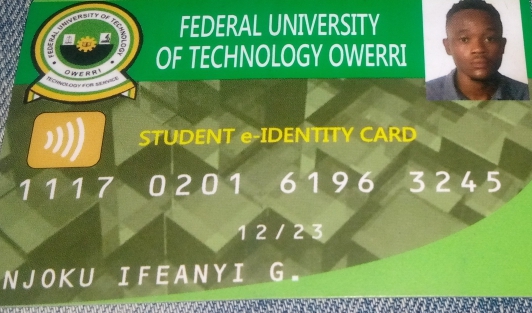 FEDERAL UNIVERSITY
OF TECHNOLOGY OWERRI
FEDERAL UNIVERSITY OF TECHNOLOGY
OWERRI
TECHNOLOGY FOR SERVICE
STUDENT e-IDENTITY CARD
1117 0201 6196 3245
12/23
NJOKU IFEANYI G.